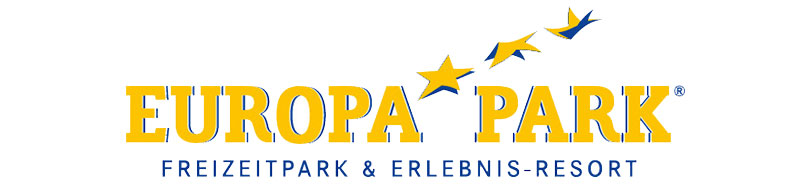 EUROPA PARK®
FREIZEITPARK & ERLEBNIS-RESORT